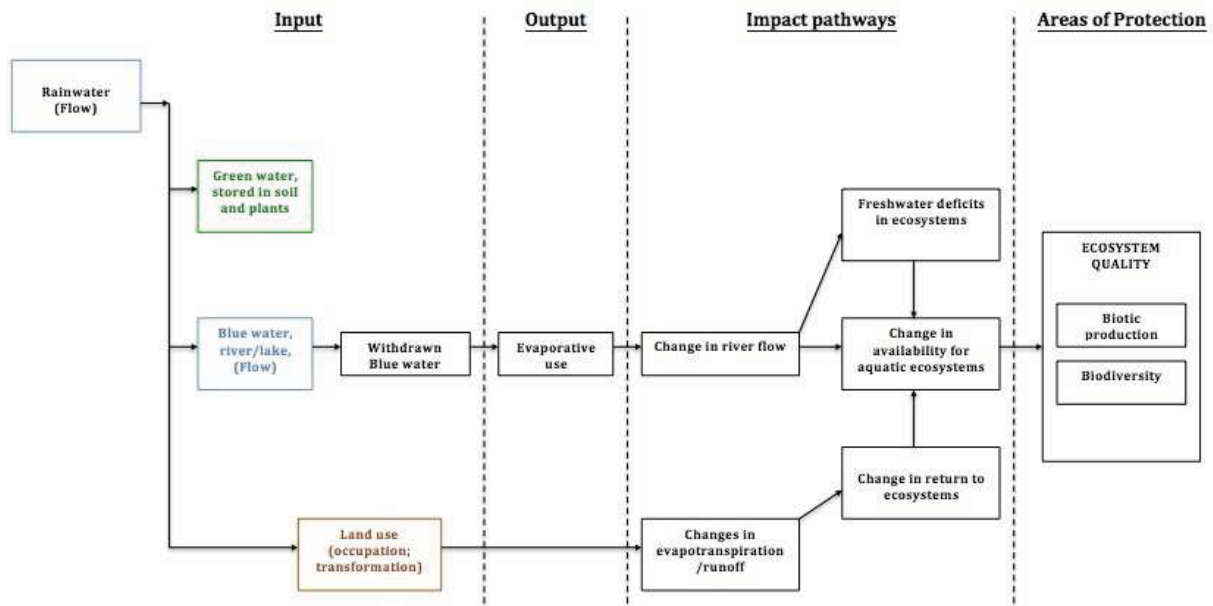 Input
Output
Impact pathways
Areas of Protection
Rainwater
(Flow)
Green water,
stored in soil
and plants
Blue water,
river/lake,
(Flow)
Withdrawn
Blue water
Evaporative
use
Change in river flow
Freshwater deficits
in ecosystems
Change in
availability for
aquatic ecosystems
Change in return to
ecosystems
Land use
(occupation;
transformation)
Changes in
evapotranspiration
/runoff
ECOSYSTEM
QUALITY
Biotic
production
Biodiversity